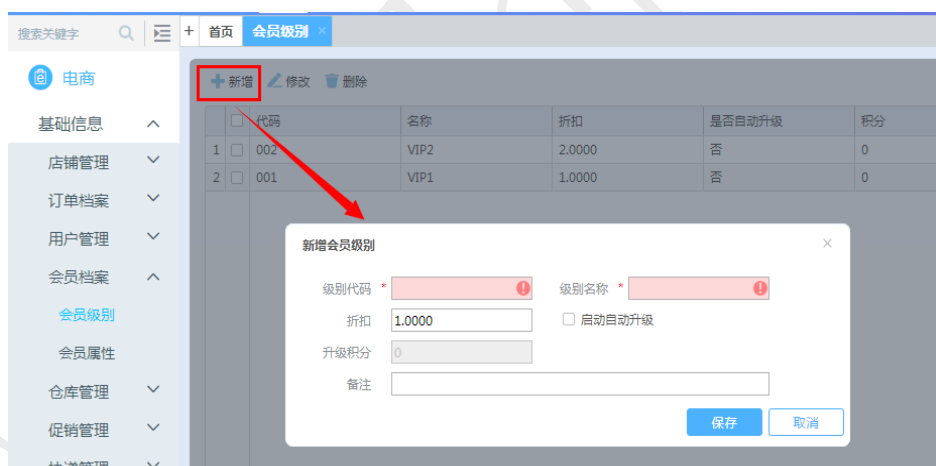 搜索关键字
+ 首页 会员级别 ×
电商
基础信息
店铺管理
订单档案
用户管理
会员档案
会员级别
会员属性
仓库管理
促销管理
新增 修改 删除
代码 名称 折扣 是否自动升级 积分
1 002 VIP2 2.0000 否 0
2 001 VIP1 1.0000 否 0
新增会员级别 ×
级别代码 * 级别名称 *
折扣 1.0000 启动自动升级
升级积分 0
备注
保存 取消